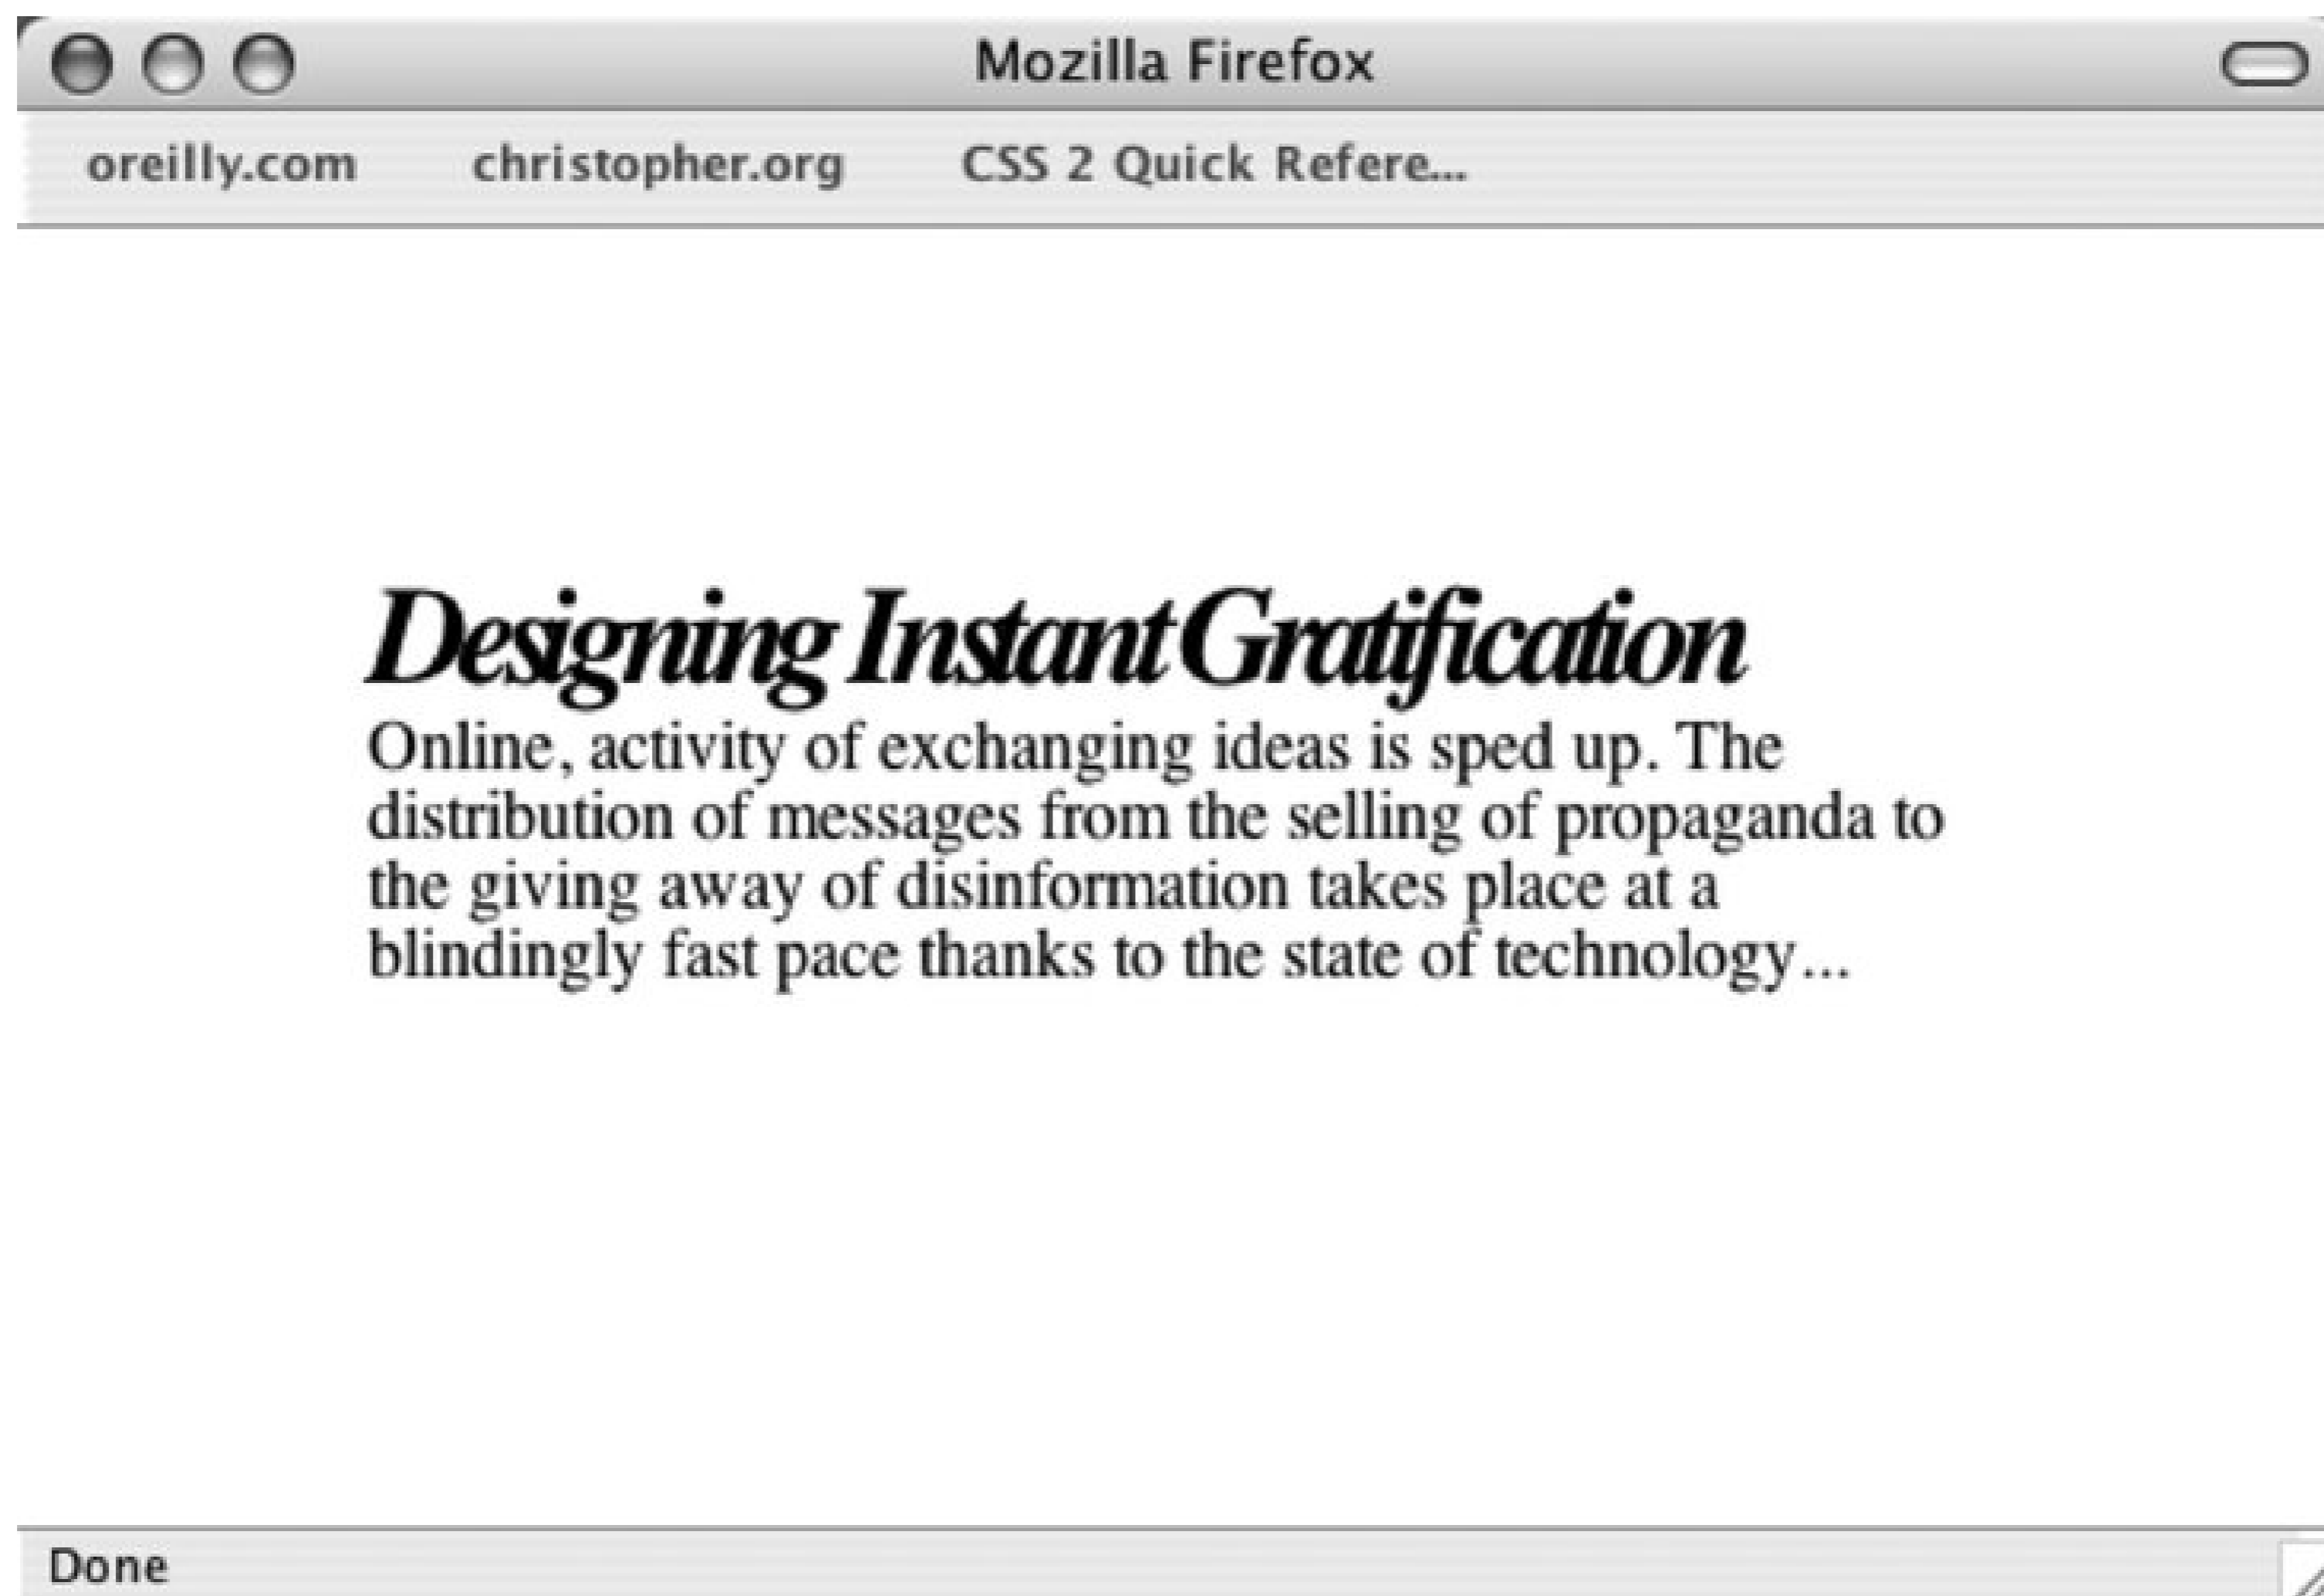 Mozilla Firefox
oreilly.com christopher.org CSS 2 Quick Refere...
Designing Instant Gratification
Online, activity of exchanging ideas is sped up. The
distribution of messages from the selling of propaganda to
the giving away of disinformation takes place at a
blindingly fast pace thanks to the state of technology...
Done